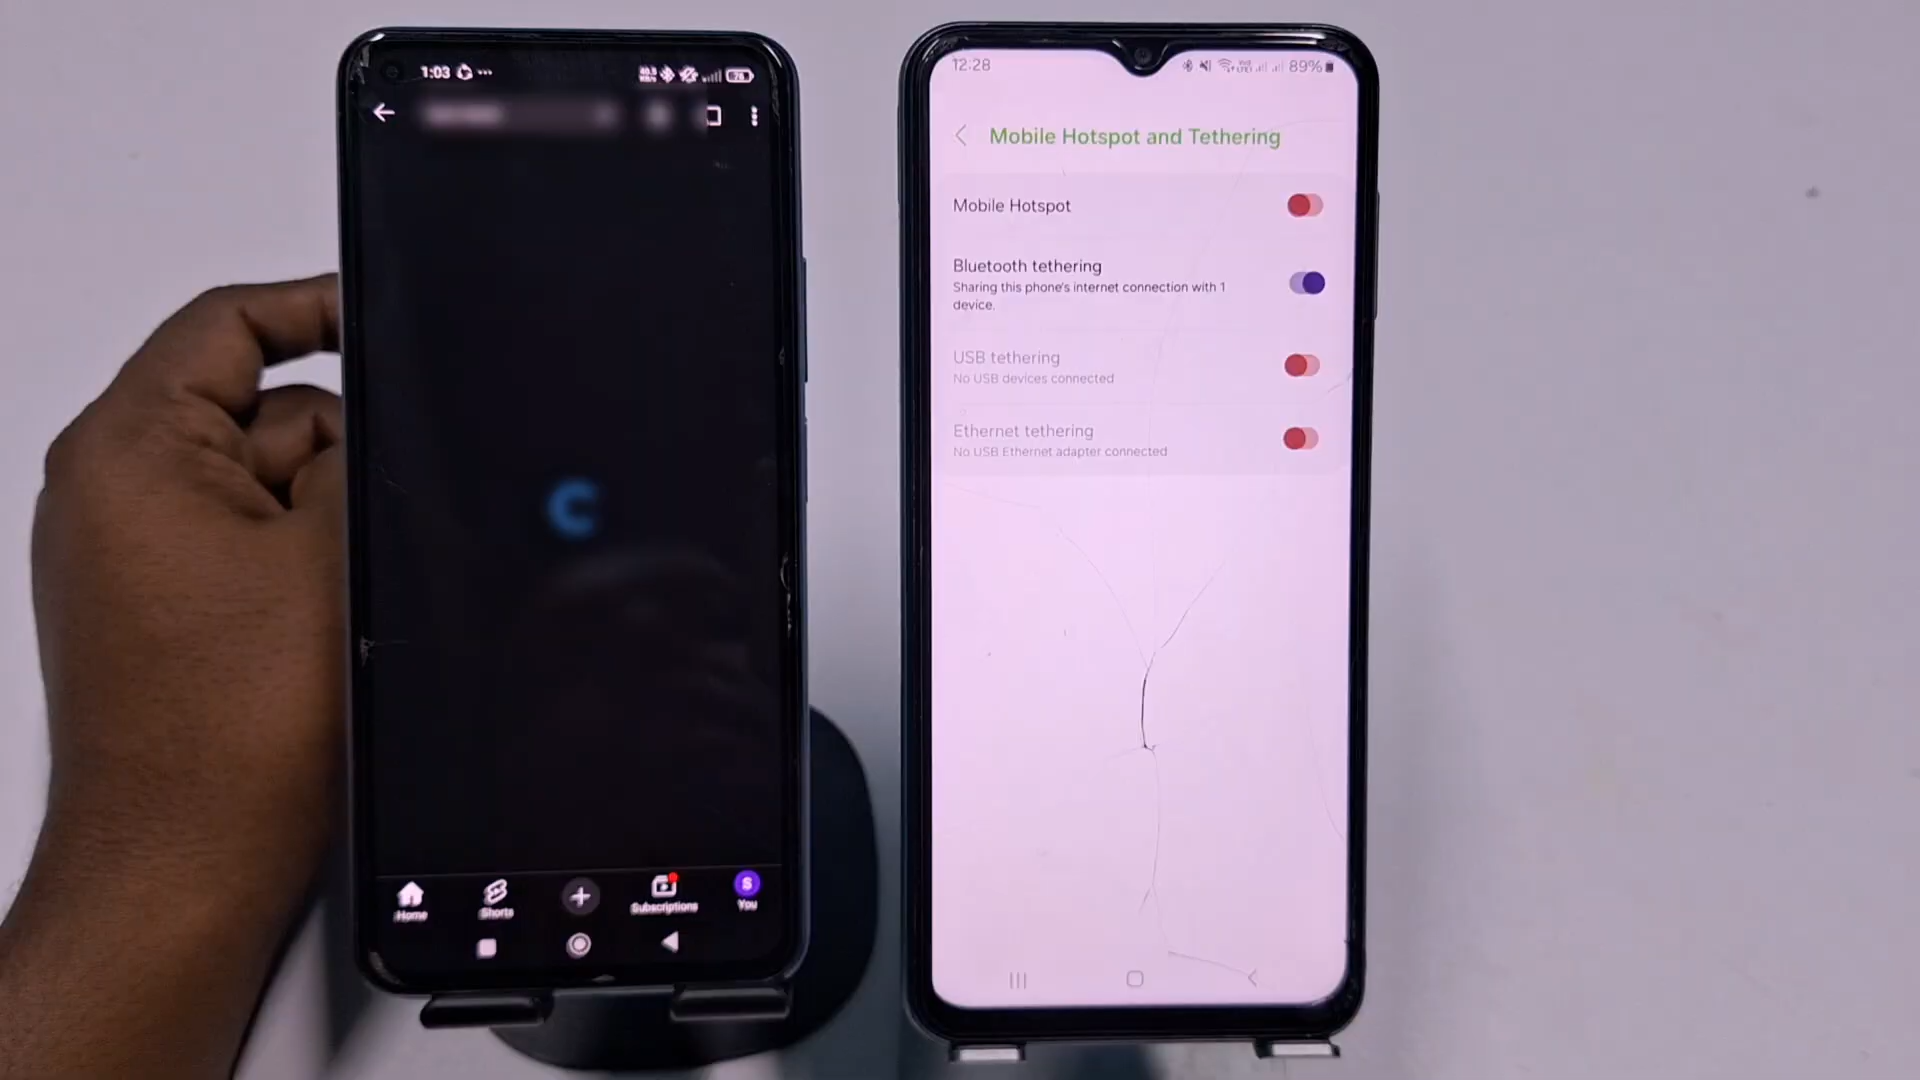 1:03
78
Home
Shorts
Subscriptions
S
You
12:28
89%
Mobile Hotspot and Tethering
Mobile Hotspot
Bluetooth tethering
Sharing this phone's internet connection with 1
device.
USB tethering
No USB devices connected
Ethernet tethering
No USB Ethernet adapter connected